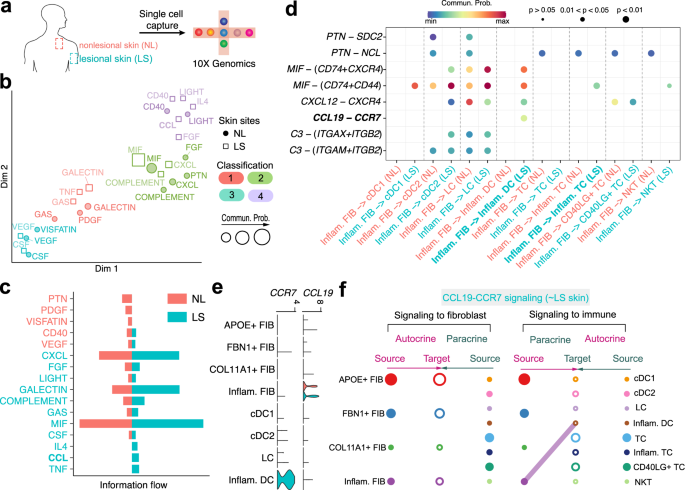 a
Single cell
capture
nonlesional skin (NL)
lesional skin (LS)
10X Genomics
b
CD40
LIGHT
CD40
IL4
CCL
LIGHT
FGF
MIF
FGF
MIF
CXCL
PTN
COMPLEMENT
CXCL
COMPLEMENT
GALECTIN
TNF
GAS
GALECTIN
GAS
PDGF
VISFATIN
VEGF
VEGF
CSF
CSF
Dim 2
Dim 1
Skin sites
NL
LS
Classification
1
2
3
4
Commun. Prob.
c
PTN
PDGF
VISFATIN
CD40
VEGF
CXCL
FGF
LIGHT
GALECTIN
COMPLEMENT
GAS
MIF
CSF
IL4
CCL
TNF
NL
LS
Information flow
d
Commun. Prob.
min
max
p > 0.05
0.01 < p < 0.05
p < 0.01
PTN − SDC2
PTN − NCL
MIF − (CD74+CXCR4)
MIF − (CD74+CD44)
CXCL12 − CXCR4
CCL19 − CCR7
C3 − (ITGAX+ITGB2)
C3 − (ITGAM+ITGB2)
Inflam. FIB -> cDC1 (NL)
Inflam. FIB -> cDC1 (LS)
Inflam. FIB -> cDC2 (NL)
Inflam. FIB -> cDC2 (LS)
Inflam. FIB -> LC (NL)
Inflam. FIB -> LC (LS)
Inflam. FIB -> Inflam. DC (NL)
Inflam. FIB -> Inflam. DC (LS)
Inflam. FIB -> TC (NL)
Inflam. FIB -> TC (LS)
Inflam. FIB -> Inflam. TC (NL)
Inflam. FIB -> Inflam. TC (LS)
Inflam. FIB -> CD40LG+ TC (NL)
Inflam. FIB -> CD40LG+ TC (LS)
Inflam. FIB -> NKT (NL)
Inflam. FIB -> NKT (LS)
e
CCR7
CCL19
4
8
APOE+ FIB
FBN1+ FIB
COL11A1+ FIB
Inflam. FIB
cDC1
cDC2
LC
Inflam. DC
f
CCL19-CCR7 signaling (~LS skin)
Signaling to fibroblast
Signaling to immune
Autocrine
Paracrine
Paracrine
Autocrine
Source
Target
Source
Source
Target
Source
APOE+ FIB
FBN1+ FIB
COL11A1+ FIB
Inflam. FIB
cDC1
cDC2
LC
Inflam. DC
TC
Inflam. TC
CD40LG+ TC
NKT